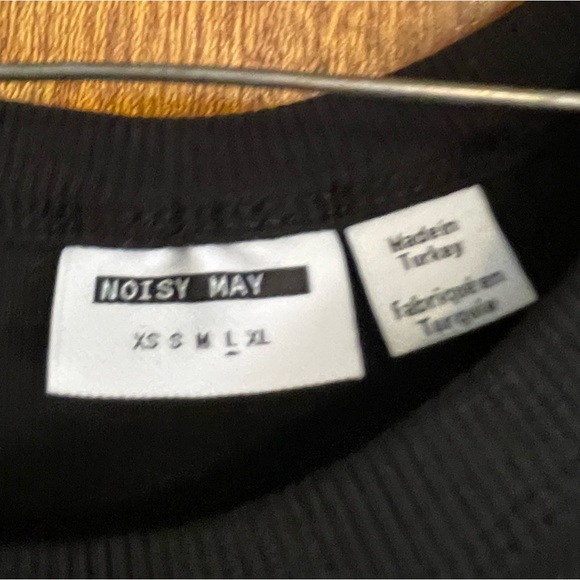 NOISY MAY
XS S M L XL
Made in
Turkey
Fabriqué en
Turquie